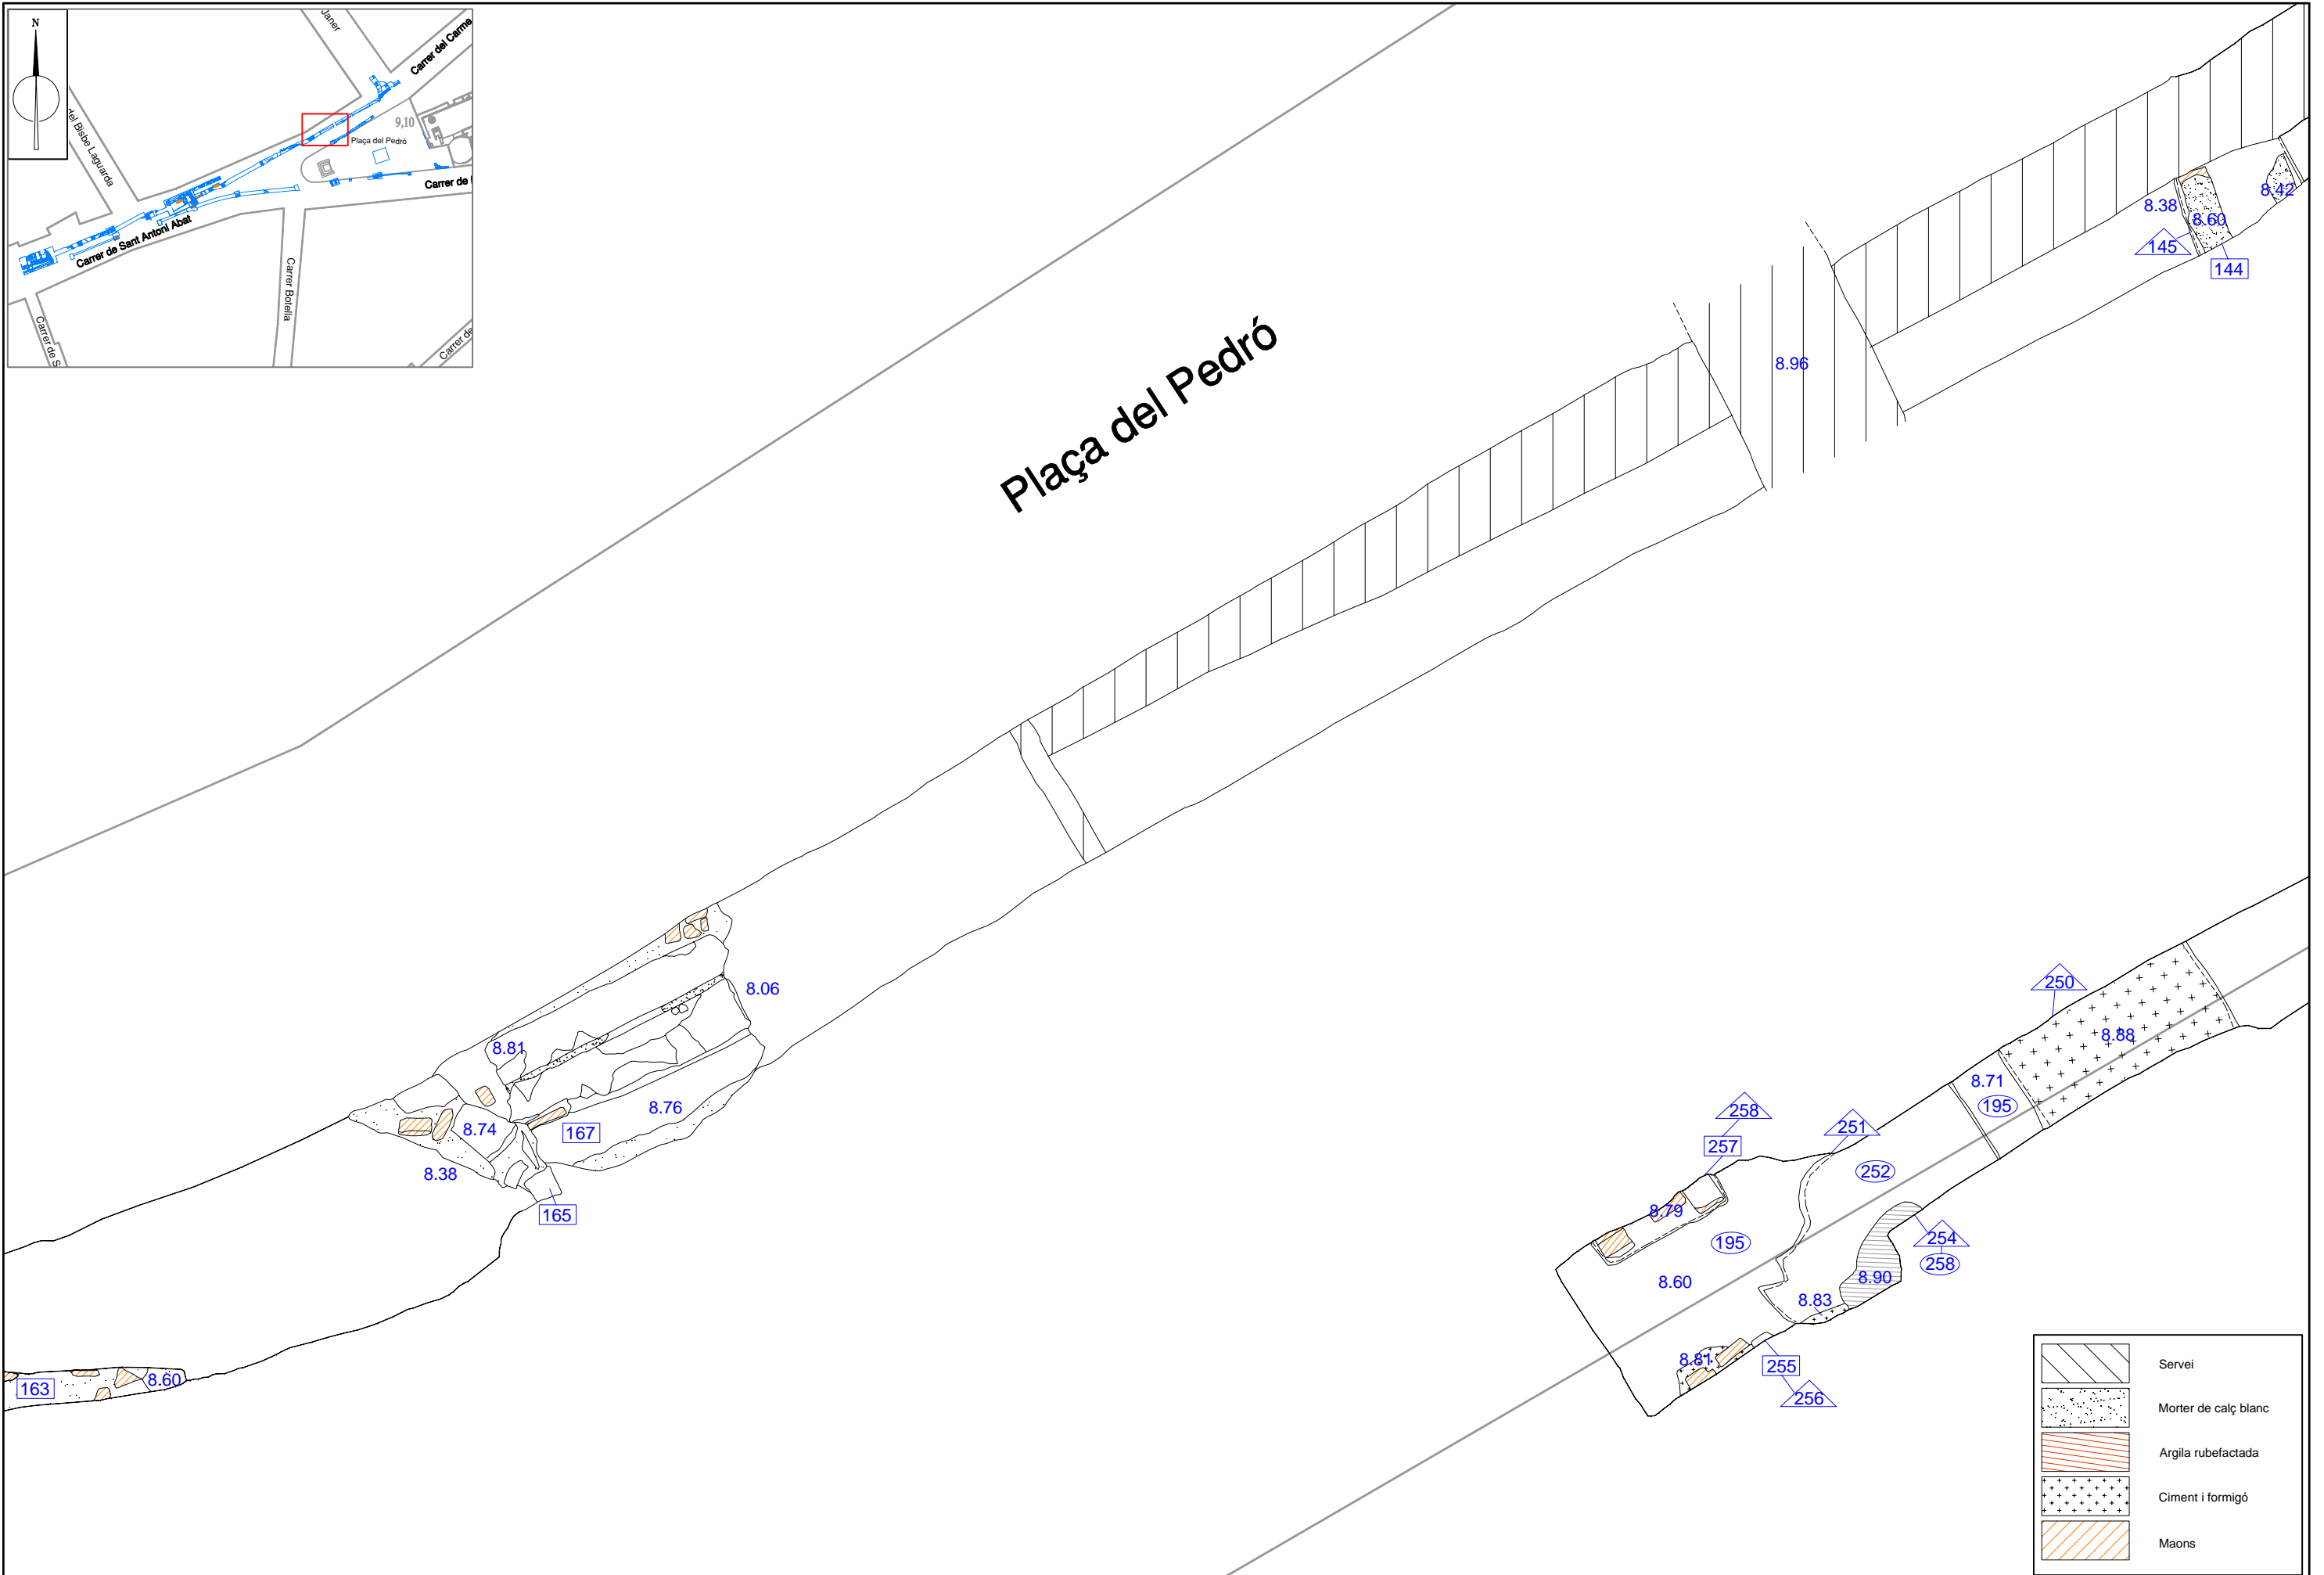 N
Janer
Carrer del Carme
del Bisbe Laguarda
9,10
Plaça del Pedró
Carrer de
Carrer de Sant Antoni Abat
Carrer Botella
Carrer de S
Carrer de
Plaça del Pedró
8.42
8.38
8.60
145
144
8.96
8.06
8.81
8.76
8.74
167
8.38
165
163
8.60
250
8.88
8.71
195
258
251
257
252
8.79
195
254
258
8.60
8.90
8.83
8.81
255
256
Servei
Morter de calç blanc
Argila rubefactada
Ciment i formigó
Maons